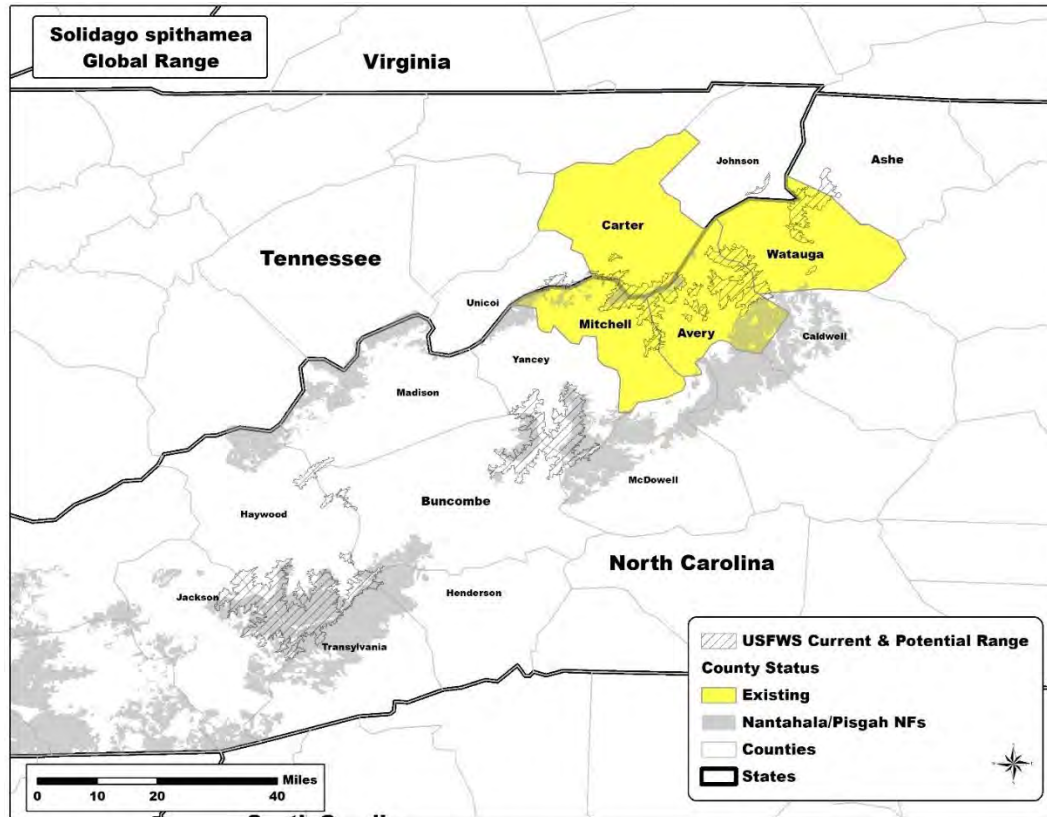 Solidago spithamea
Global Range
Virginia
Johnson
Ashe
Carter
Watauga
Tennessee
Unicoi
Mitchell
Avery
Caldwell
Yancey
Madison
McDowell
Buncombe
Haywood
North Carolina
Jackson
Henderson
Transylvania
USFWS Current & Potential Range
County Status
Existing
Nantahala/Pisgah NFs
Counties
States
Miles
0 10 20 40